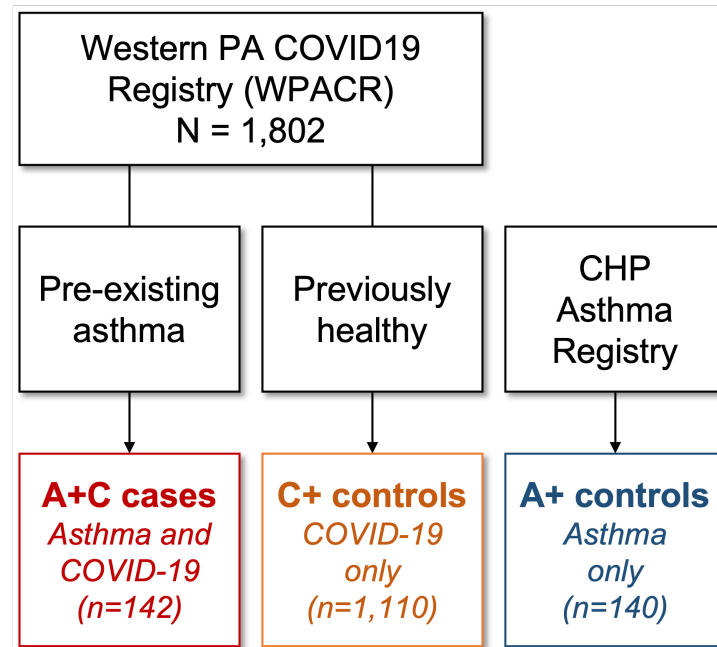 Western PA COVID19
Registry (WPACR)
N = 1,802
Pre-existing
asthma
Previously
healthy
CHP
Asthma
Registry
A+C cases
Asthma and
COVID-19
(n=142)
C+ controls
COVID-19
only
(n=1,110)
A+ controls
Asthma
only
(n=140)